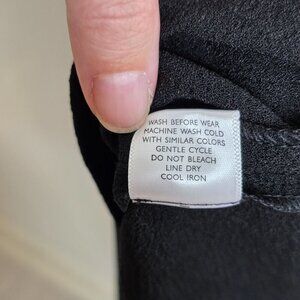 WASH BEFORE WEAR
MACHINE WASH COLD
WITH SIMILAR COLORS
GENTLE CYCLE
DO NOT BLEACH
LINE DRY
COOL IRON